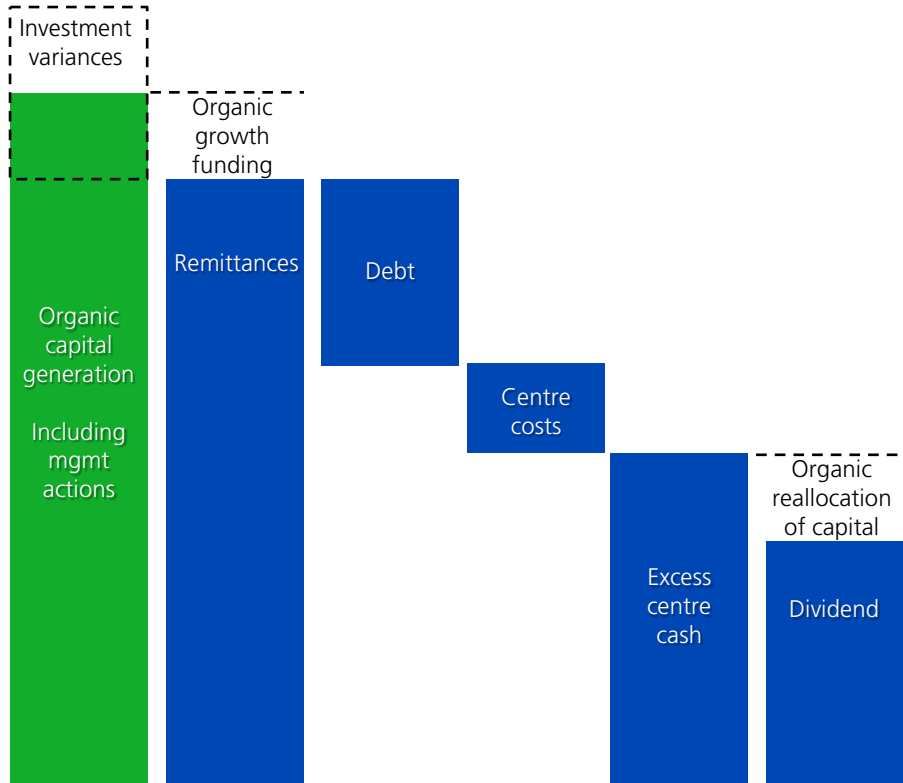 Investment
variances
Organic
capital
generation
Including
mgmt
actions
Organic
growth
funding
Remittances
Debt
Centre
costs
Excess
centre
cash
Organic
reallocation
of capital
Dividend